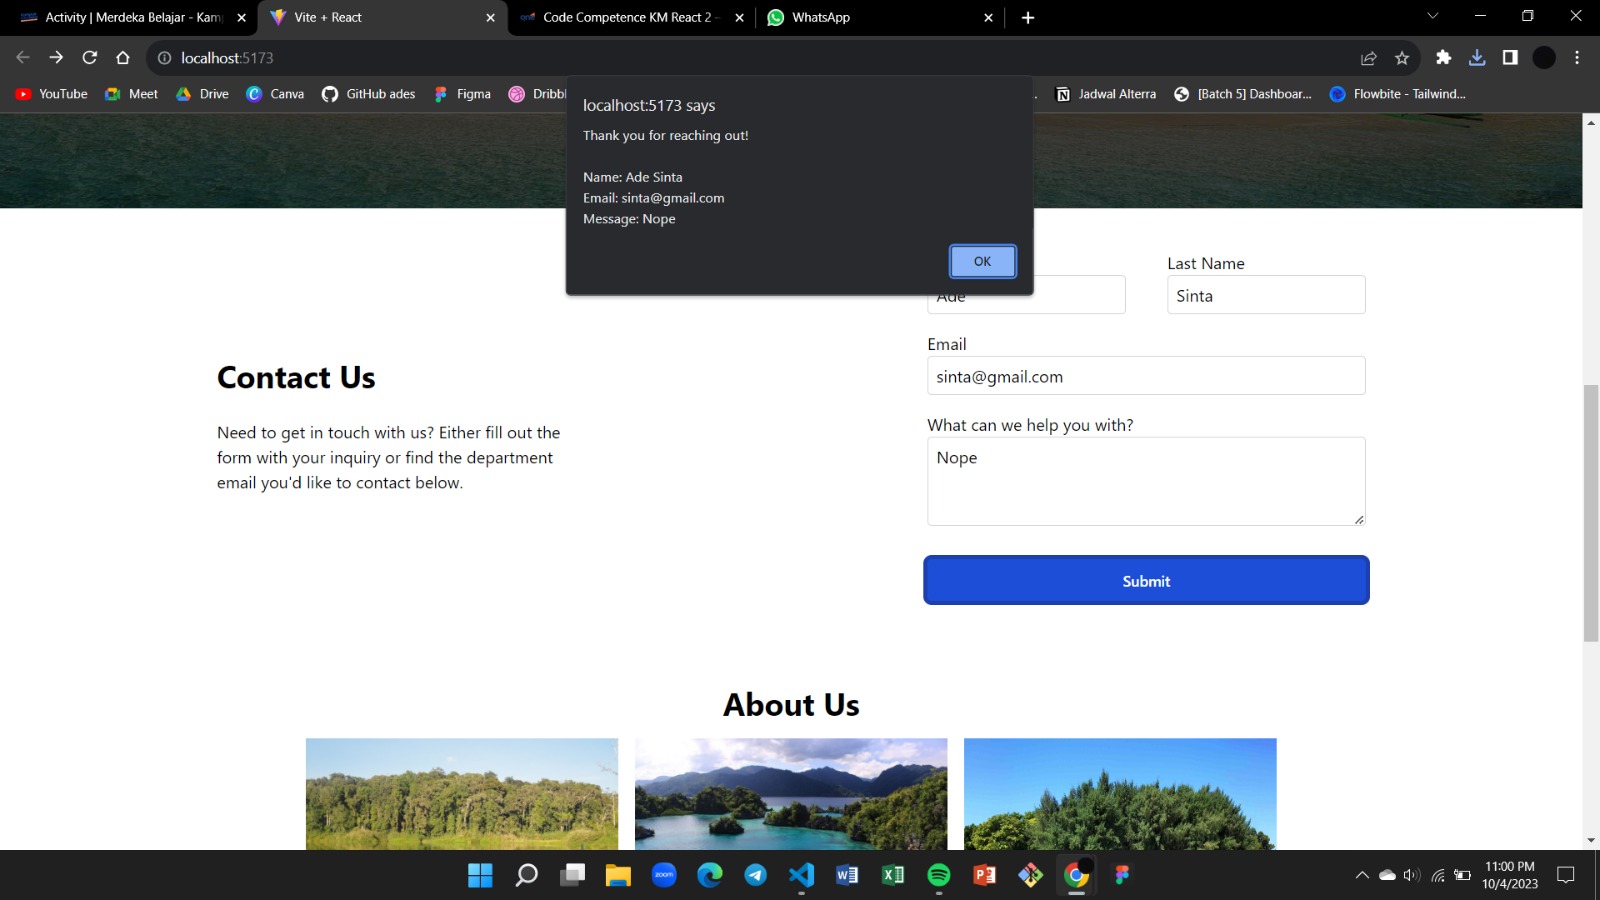 Activity | Merdeka Belajar - Kam
Vite + React
Code Competence KM React 2 -
WhatsApp
localhost:5173
YouTube
Meet
Drive
Canva
GitHub ades
Figma
Dribbl
Jadwal Alterra
[Batch 5] Dashboar...
Flowbite - Tailwind...
localhost:5173 says
Thank you for reaching out!
Name: Ade Sinta
Email: sinta@gmail.com
Message: Nope
OK
Last Name
Ade
Sinta
Email
sinta@gmail.com
Contact Us
Need to get in touch with us? Either fill out the
form with your inquiry or find the department
email you'd like to contact below.
What can we help you with?
Nope
Submit
About Us
zoom
11:00 PM
10/4/2023